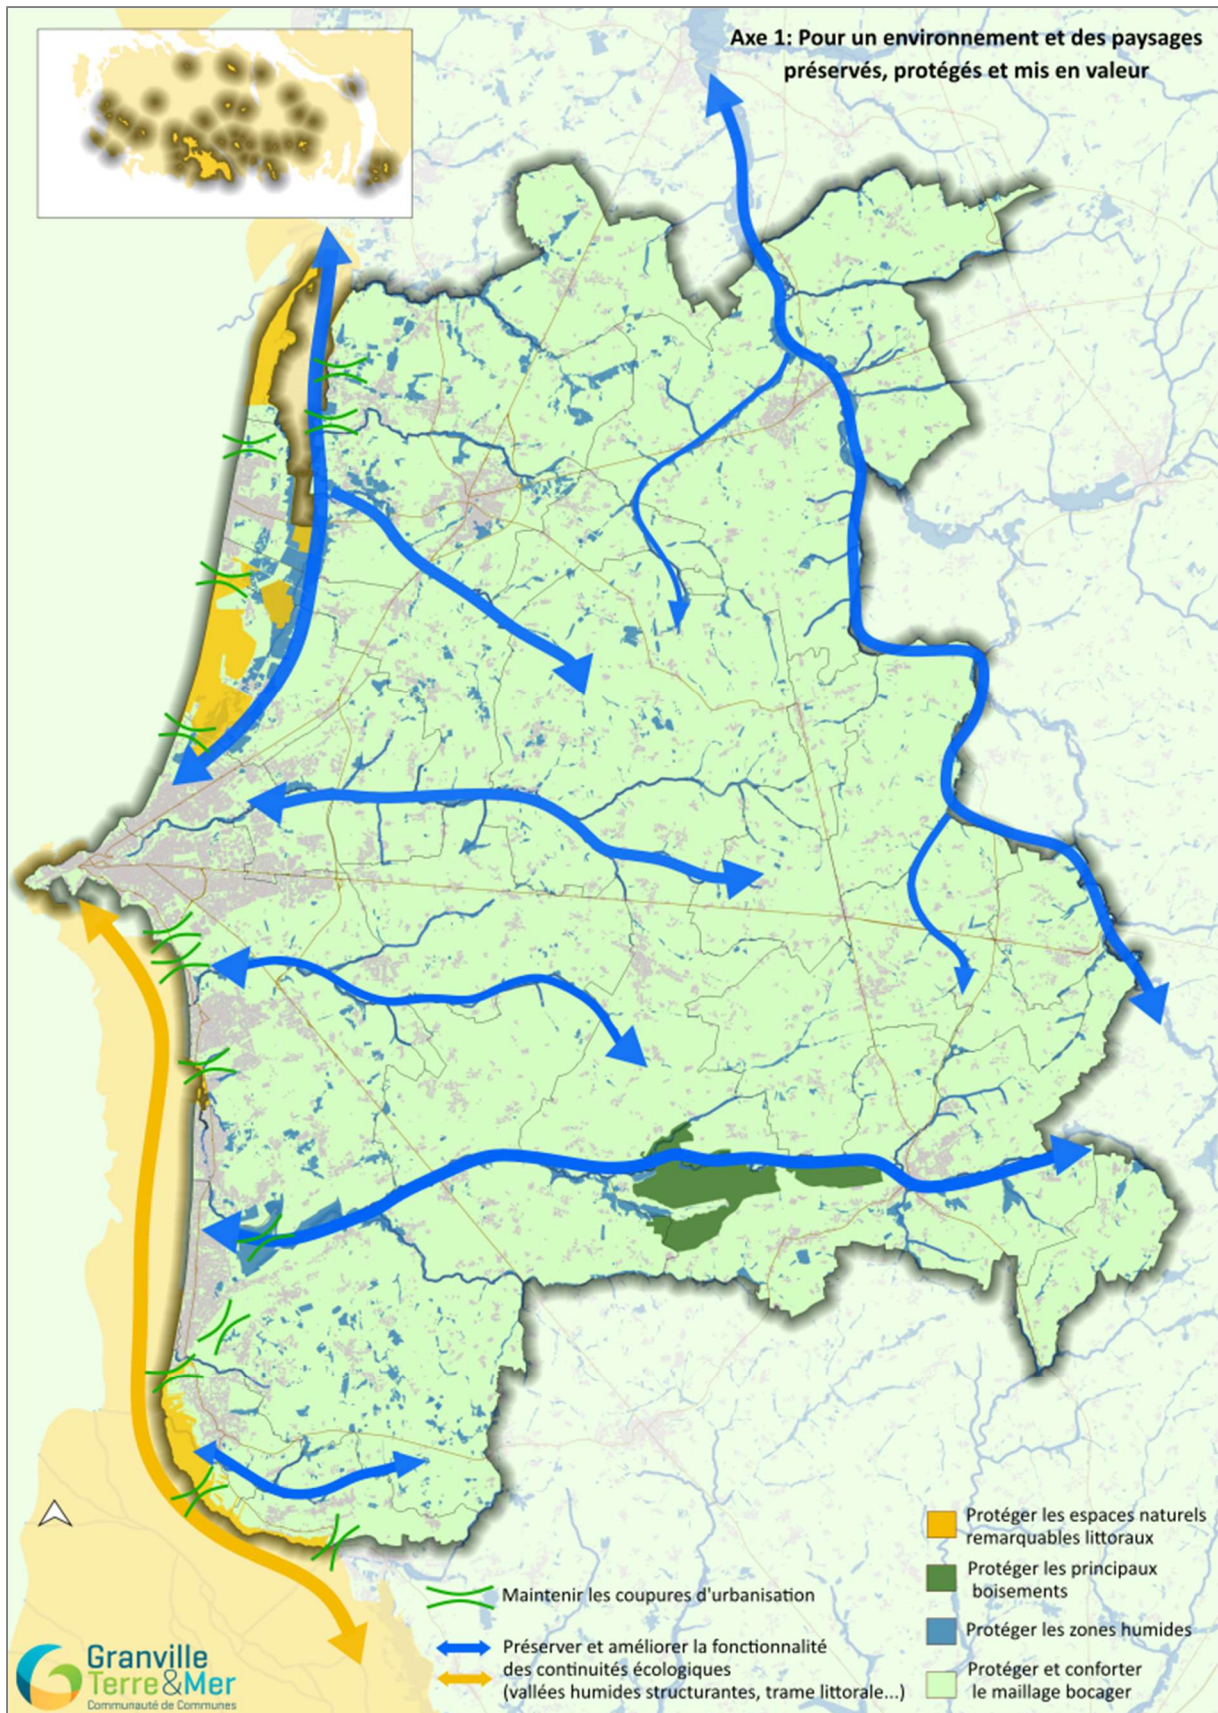 Axe 1: Pour un environnement et des paysages
préservés, protégés et mis en valeur
Protéger les espaces naturels
remarquables littoraux
Protéger les principaux
boisements
Protéger les zones humides
Protéger et conforter
le maillage bocager
Maintenir les coupures d'urbanisation
Préserver et améliorer la fonctionnalité
des continuités écologiques
(vallées humides structurantes, trame littorale...)
Granville
Terre&Mer
Communauté de Communes